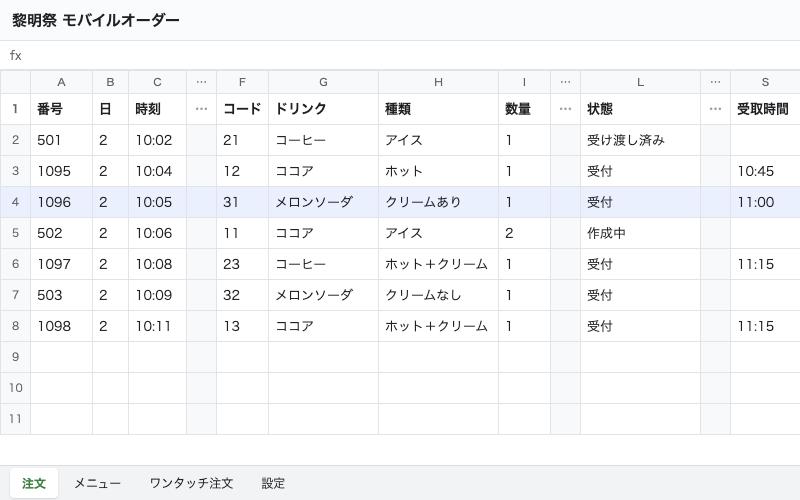 黎明祭 モバイルオーダー
fx
A B C … F G H I … L … S
1 番号 日 時刻 … コード ドリンク 種類 数量 … 状態 … 受取時間
2 501 2 10:02 21 コーヒー アイス 1 受け渡し済み
3 1095 2 10:04 12 ココア ホット 1 受付 10:45
4 1096 2 10:05 31 メロンソーダ クリームあり 1 受付 11:00
5 502 2 10:06 11 ココア アイス 2 作成中
6 1097 2 10:08 23 コーヒー ホット＋クリーム 1 受付 11:15
7 503 2 10:09 32 メロンソーダ クリームなし 1 受付
8 1098 2 10:11 13 ココア ホット＋クリーム 1 受付 11:15
9
10
11
注文 メニュー ワンタッチ注文 設定